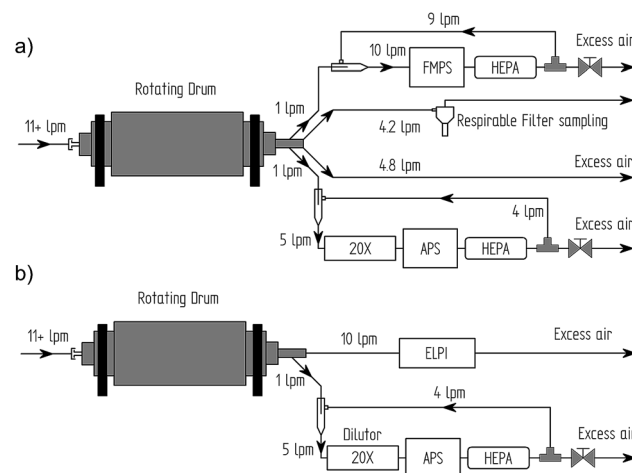 a)
9 lpm
Excess air
10 lpm
FMPS
HEPA
Rotating Drum
1 lpm
11+ lpm
4.2 lpm
Respirable Filter sampling
1 lpm
4.8 lpm
Excess air
4 lpm
Excess air
5 lpm
20X
APS
HEPA
b)
Rotating Drum
11+ lpm
10 lpm
ELPI
Excess air
1 lpm
4 lpm
Excess air
5 lpm
Dilutor
20X
APS
HEPA